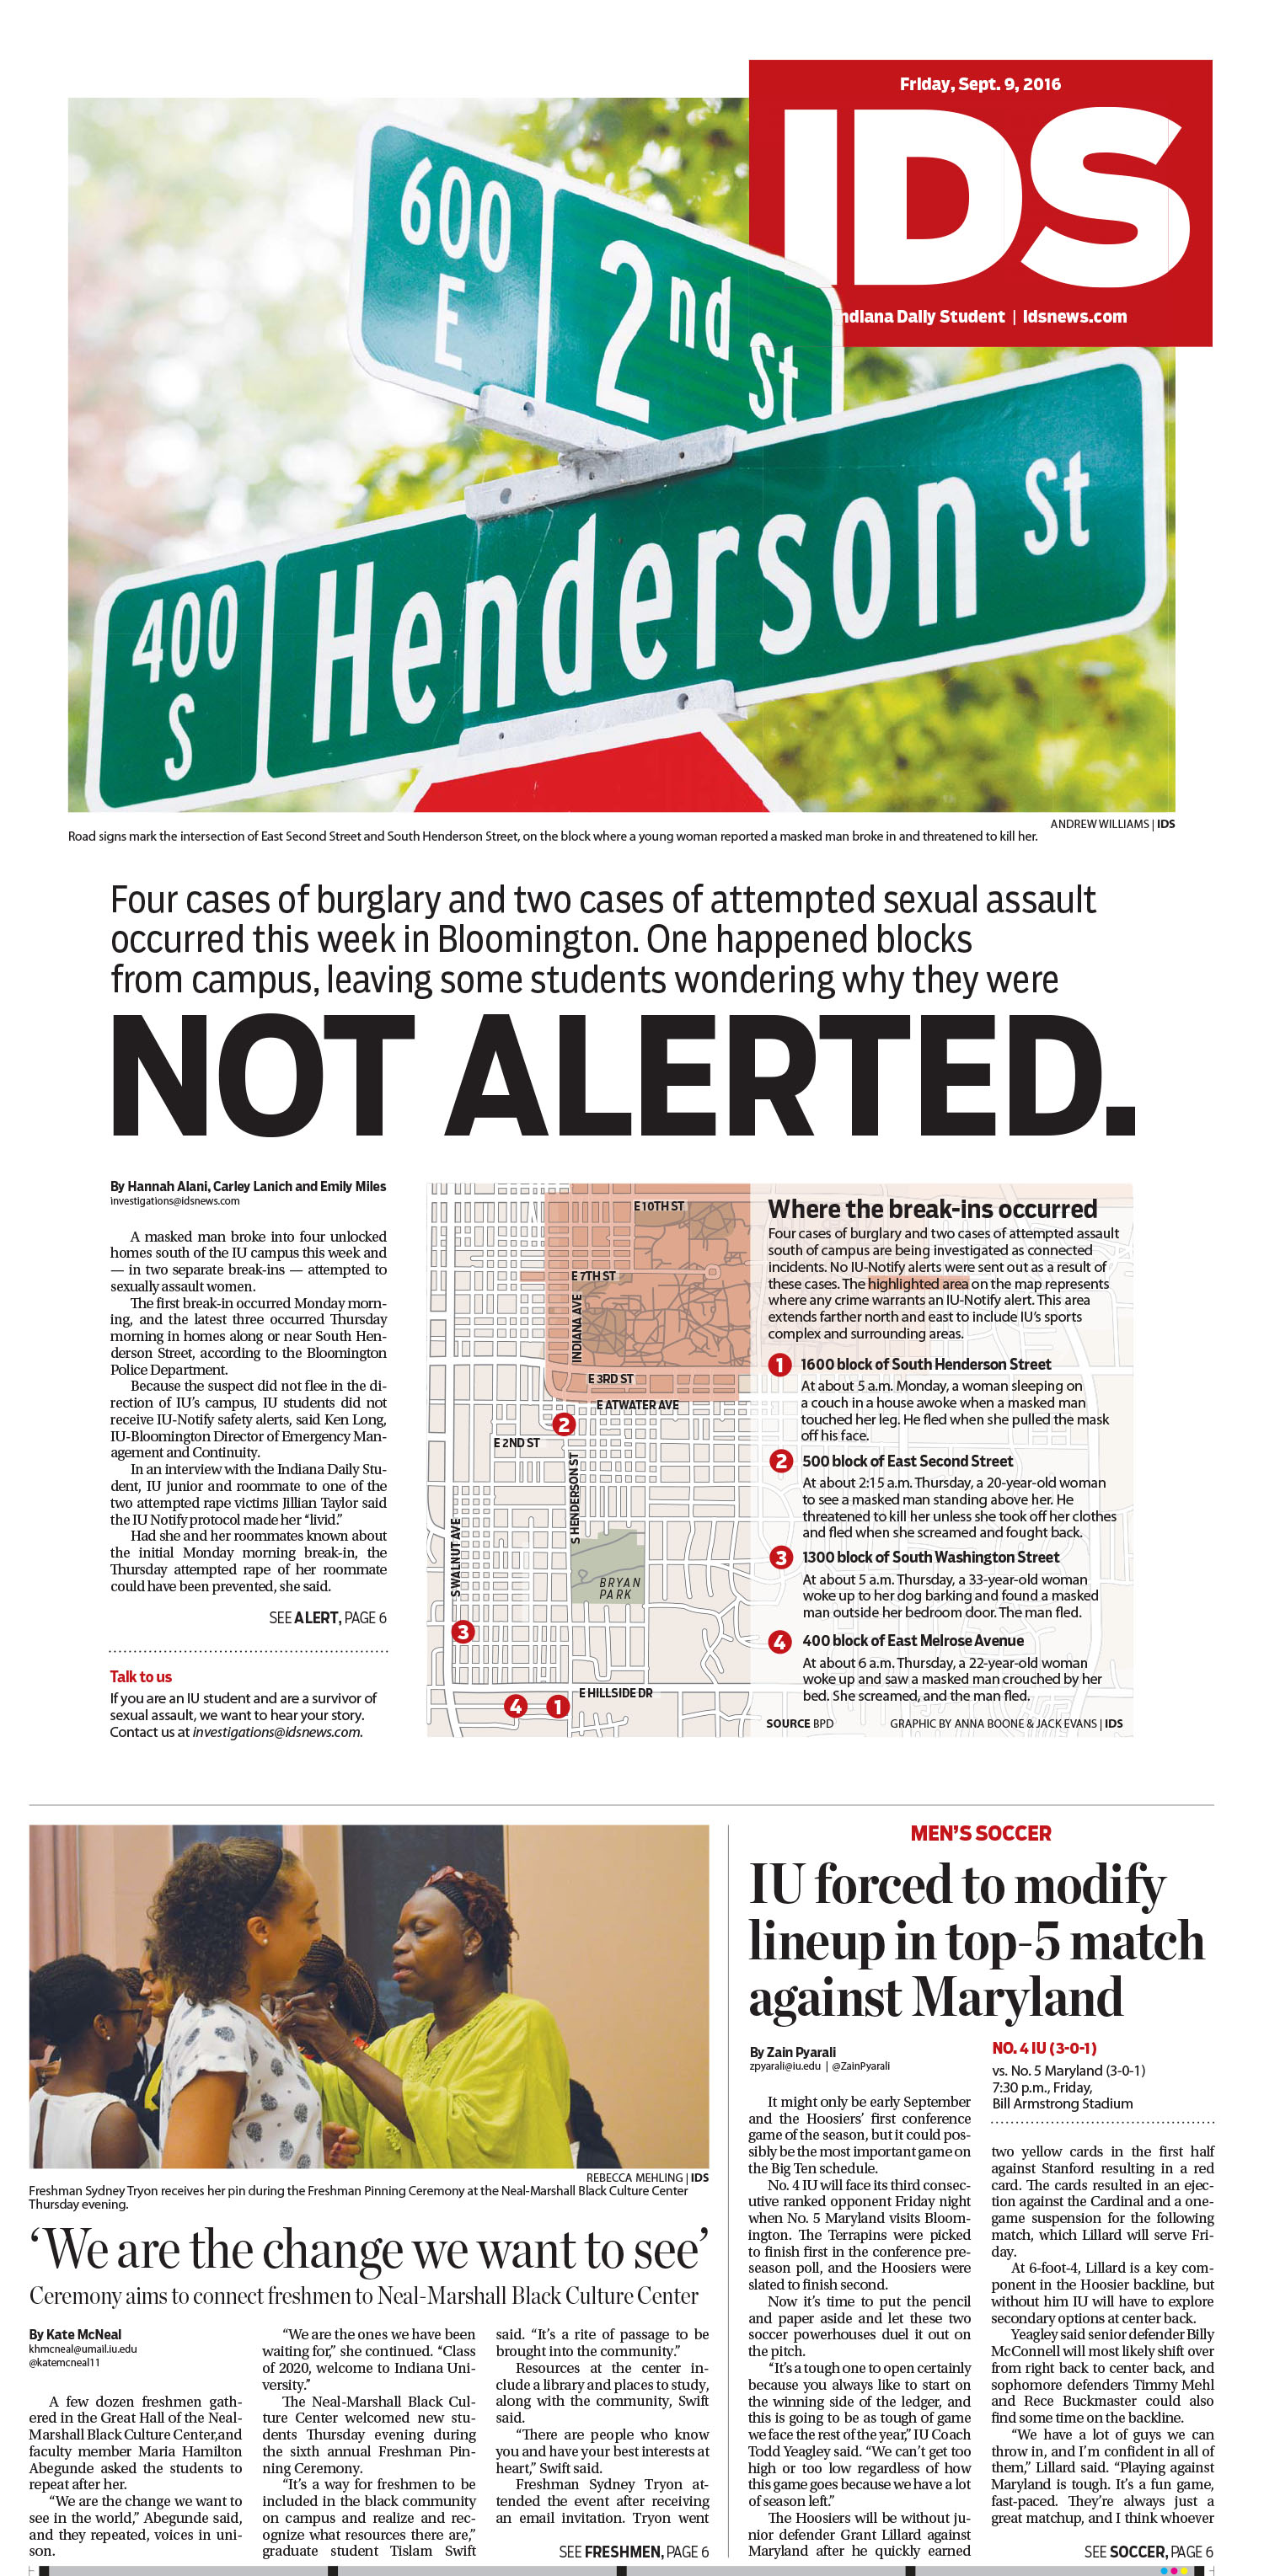 Friday, Sept. 9, 2016
IDS
Indiana Daily Student | idsnews.com
600
E
2nd
St
400
S
Henderson
St
ANDREW WILLIAMS | IDS
Road signs mark the intersection of East Second Street and South Henderson Street, on the block where a young woman reported a masked man broke in and threatened to kill her.
Four cases of burglary and two cases of attempted sexual assault
occurred this week in Bloomington. One happened blocks
from campus, leaving some students wondering why they were
NOT ALERTED.
By Hannah Alani, Carley Lanich and Emily Miles
investigations@idsnews.com
A masked man broke into four unlocked
homes south of the IU campus this week and
— in two separate break-ins — attempted to
sexually assault women.
The first break-in occurred Monday morn-
ing, and the latest three occurred Thursday
morning in homes along or near South Hen-
derson Street, according to the Bloomington
Police Department.
Because the suspect did not flee in the di-
rection of IU's campus, IU students did not
receive IU-Notify safety alerts, said Ken Long,
IU-Bloomington Director of Emergency Man-
agement and Continuity.
In an interview with the Indiana Daily Stu-
dent, IU junior and roommate to one of the
two attempted rape victims Jillian Taylor said
the IU Notify protocol made her “livid.”
Had she and her roommates known about
the initial Monday morning break-in, the
Thursday attempted rape of her roommate
could have been prevented, she said.
SEE ALERT, PAGE 6
Talk to us
If you are an IU student and are a survivor of
sexual assault, we want to hear your story.
Contact us at investigations@idsnews.com.
E 10TH ST
E 7TH ST
INDIANA AVE
E 3RD ST
E ATWATER AVE
2
E 2ND ST
S HENDERSON ST
S WALNUT AVE
BRYAN
PARK
3
E HILLSIDE DR
4
1
Where the break-ins occurred
Four cases of burglary and two cases of attempted assault
south of campus are being investigated as connected
incidents. No IU-Notify alerts were sent out as a result of
these cases. The highlighted area on the map represents
where any crime warrants an IU-Notify alert. This area
extends farther north and east to include IU's sports
complex and surrounding areas.
1 1600 block of South Henderson Street
At about 5 a.m. Monday, a woman sleeping on
a couch in a house awoke when a masked man
touched her leg. He fled when she pulled the mask
off his face.
2 500 block of East Second Street
At about 2:15 a.m. Thursday, a 20-year-old woman
to see a masked man standing above her. He
threatened to kill her unless she took off her clothes
and fled when she screamed and fought back.
3 1300 block of South Washington Street
At about 5 a.m. Thursday, a 33-year-old woman
woke up to her dog barking and found a masked
man outside her bedroom door. The man fled.
4 400 block of East Melrose Avenue
At about 6 a.m. Thursday, a 22-year-old woman
woke up and saw a masked man crouched by her
bed. She screamed, and the man fled.
SOURCE BPD
GRAPHIC BY ANNA BOONE & JACK EVANS | IDS
REBECCA MEHLING | IDS
Freshman Sydney Tryon receives her pin during the Freshman Pinning Ceremony at the Neal-Marshall Black Culture Center
Thursday evening.
‘We are the change we want to see’
Ceremony aims to connect freshmen to Neal-Marshall Black Culture Center
By Kate McNeal
khmcneal@umail.iu.edu
@katemcneal11
A few dozen freshmen gath-
ered in the Great Hall of the Neal-
Marshall Black Culture Center,and
faculty member Maria Hamilton
Abegunde asked the students to
repeat after her.
“We are the change we want to
see in the world,” Abegunde said,
and they repeated, voices in uni-
son.
“We are the ones we have been
waiting for,” she continued. “Class
of 2020, welcome to Indiana Uni-
versity.”
The Neal-Marshall Black Cul-
ture Center welcomed new stu-
dents Thursday evening during
the sixth annual Freshman Pin-
ning Ceremony.
“It's a way for freshmen to be
included in the black community
on campus and realize and rec-
ognize what resources there are,”
graduate student Tislam Swift
said. “It's a rite of passage to be
brought into the community.”
Resources at the center in-
clude a library and places to study,
along with the community, Swift
said.
“There are people who know
you and have your best interests at
heart,” Swift said.
Freshman Sydney Tryon at-
tended the event after receiving
an email invitation. Tryon went
SEE FRESHMEN, PAGE 6
MEN'S SOCCER
IU forced to modify
lineup in top-5 match
against Maryland
By Zain Pyarali
zpyarali@iu.edu | @ZainPyarali
It might only be early September
and the Hoosiers' first conference
game of the season, but it could pos-
sibly be the most important game on
the Big Ten schedule.
No. 4 IU will face its third consec-
utive ranked opponent Friday night
when No. 5 Maryland visits Bloom-
ington. The Terrapins were picked
to finish first in the conference pre-
season poll, and the Hoosiers were
slated to finish second.
Now it's time to put the pencil
and paper aside and let these two
soccer powerhouses duel it out on
the pitch.
“It's a tough one to open certainly
because you always like to start on
the winning side of the ledger, and
this is going to be as tough of game
we face the rest of the year,” IU Coach
Todd Yeagley said. “We can't get too
high or too low regardless of how
this game goes because we have a lot
of season left.”
The Hoosiers will be without ju-
nior defender Grant Lillard against
Maryland after he quickly earned
NO. 4 IU (3-0-1)
vs. No. 5 Maryland (3-0-1)
7:30 p.m., Friday,
Bill Armstrong Stadium
two yellow cards in the first half
against Stanford resulting in a red
card. The cards resulted in an ejec-
tion against the Cardinal and a one-
game suspension for the following
match, which Lillard will serve Fri-
day.
At 6-foot-4, Lillard is a key com-
ponent in the Hoosier backline, but
without him IU will have to explore
secondary options at center back.
Yeagley said senior defender Billy
McConnell will most likely shift over
from right back to center back, and
sophomore defenders Timmy Mehl
and Rece Buckmaster could also
find some time on the backline.
“We have a lot of guys we can
throw in, and I'm confident in all of
them,” Lillard said. “Playing against
Maryland is tough. It's a fun game,
fast-paced. They're always just a
great matchup, and I think whoever
SEE SOCCER, PAGE 6